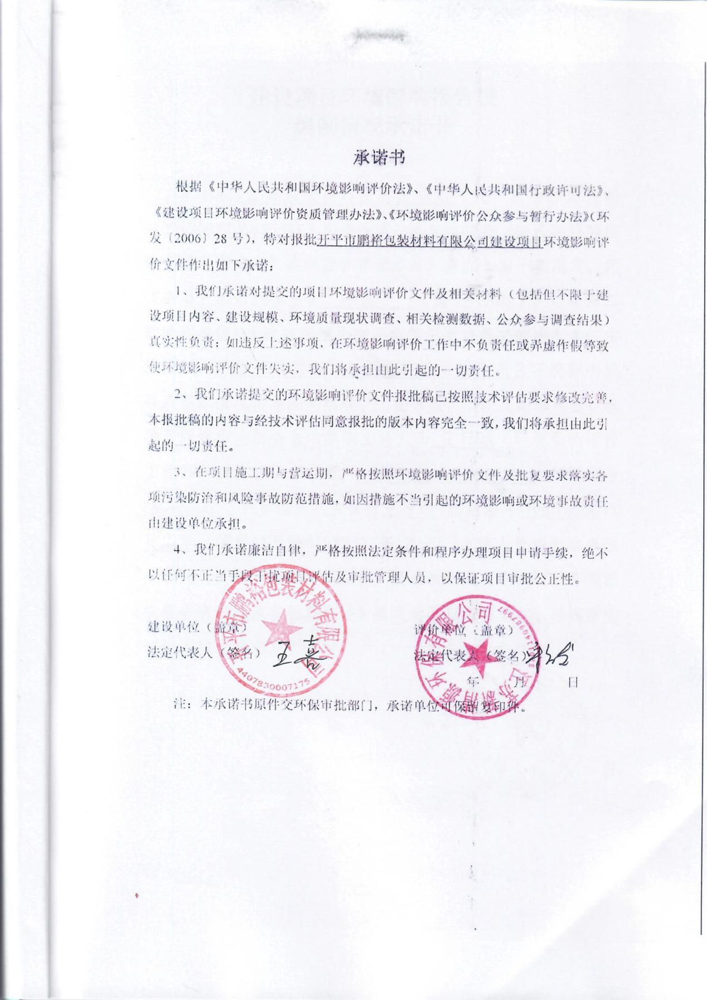 承诺书
根据《中华人民共和国环境影响评价法》、《中华人民共和国行政许可法》、
《建设项目环境影响评价资质管理办法》、《环境影响评价公众参与暂行办法》（环
发〔2006〕28 号），特对报批开平市鹏裕包装材料有限公司建设项目环境影响评
价文件作出如下承诺：
1、我们承诺对提交的项目环境影响评价文件及相关材料（包括但不限于建
设项目内容、建设规模、环境质量现状调查、相关检测数据、公众参与调查结果）
真实性负责；如违反上述事项，在环境影响评价工作中不负责任或弄虚作假等致
使环境影响评价文件失实，我们将承担由此引起的一切责任。
2、我们承诺提交的环境影响评价文件报批稿已按照技术评估要求修改完善，
本报批稿的内容与经技术评估同意报批的版本内容完全一致，我们将承担由此引
起的一切责任。
3、在项目施工期与营运期，严格按照环境影响评价文件及批复要求落实各
项污染防治和风险事故防范措施，如因措施不当引起的环境影响或环境事故责任
由建设单位承担。
4、我们承诺廉洁自律，严格按照法定条件和程序办理项目申请手续，绝不
以任何不正当手段干扰项目评估及审批管理人员，以保证项目审批公正性。
建设单位（盖章） 评价单位（盖章）
法定代表人（签名） 王嘉 法定代表人（签名）
年 月 日
注：本承诺书原件交环保审批部门，承诺单位可保留复印件。
开平市鹏裕包装材料有限公司
4407830007175
江苏新清源环保有限公司